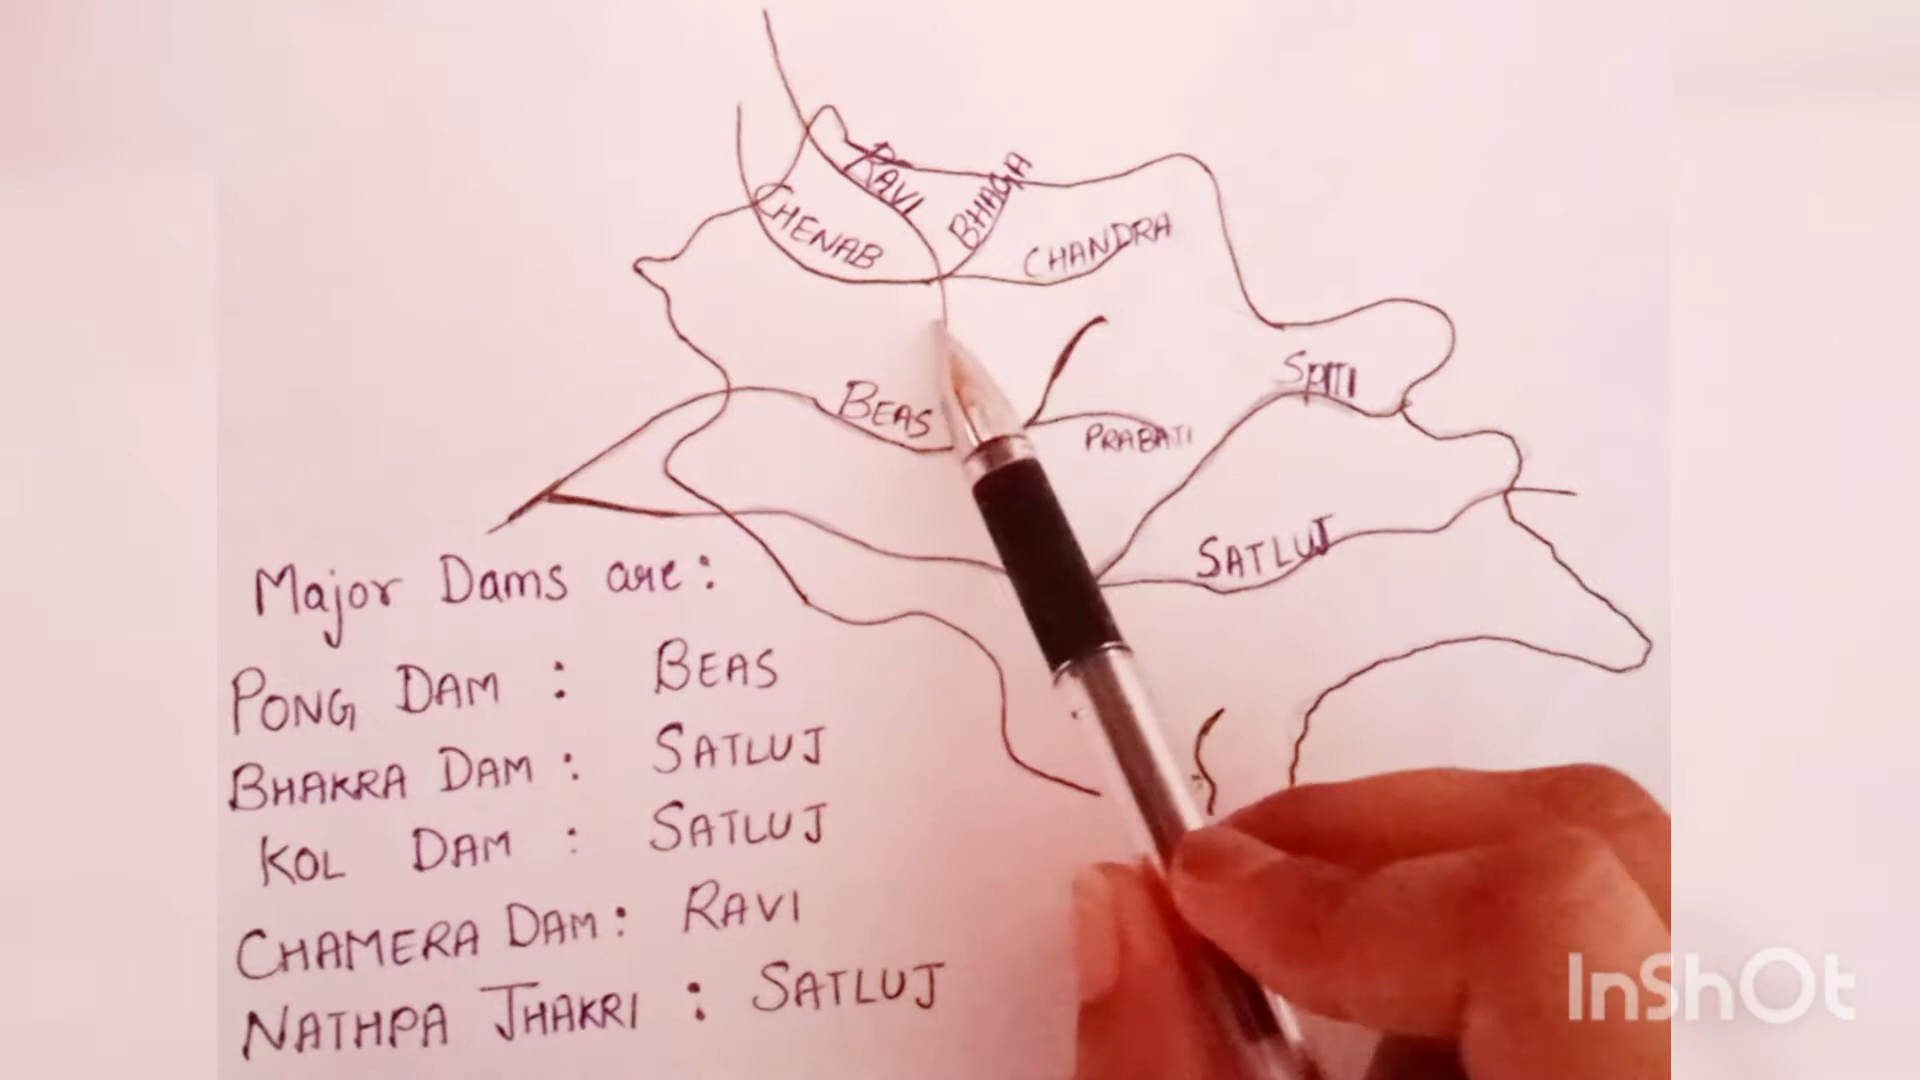 RAVI
BHAGA
CHENAB
CHANDRA
SPITI
BEAS
PRABATI
SATLUJ
Major Dams are:
PONG DAM : BEAS
BHAKRA DAM : SATLUJ
KOL DAM : SATLUJ
CHAMERA DAM : RAVI
NATHPA JHAKRI : SATLUJ
InShOt